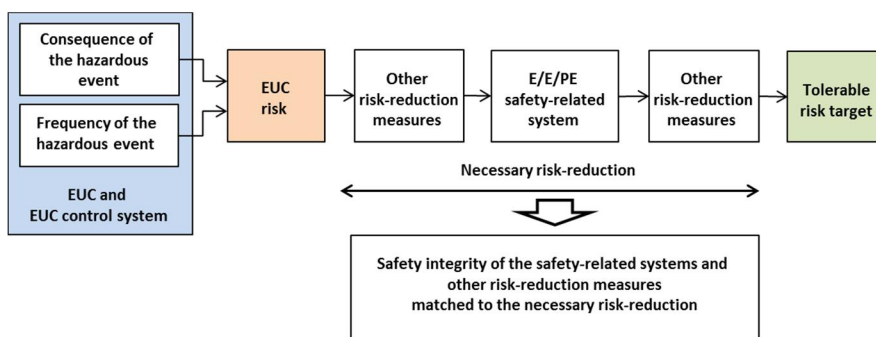 Consequence of
the hazardous
event
Frequency of the
hazardous event
EUC and
EUC control system
EUC
risk
Other
risk-reduction
measures
E/E/PE
safety-related
system
Other
risk-reduction
measures
Tolerable
risk target
Necessary risk-reduction
Safety integrity of the safety-related systems and
other risk-reduction measures
matched to the necessary risk-reduction